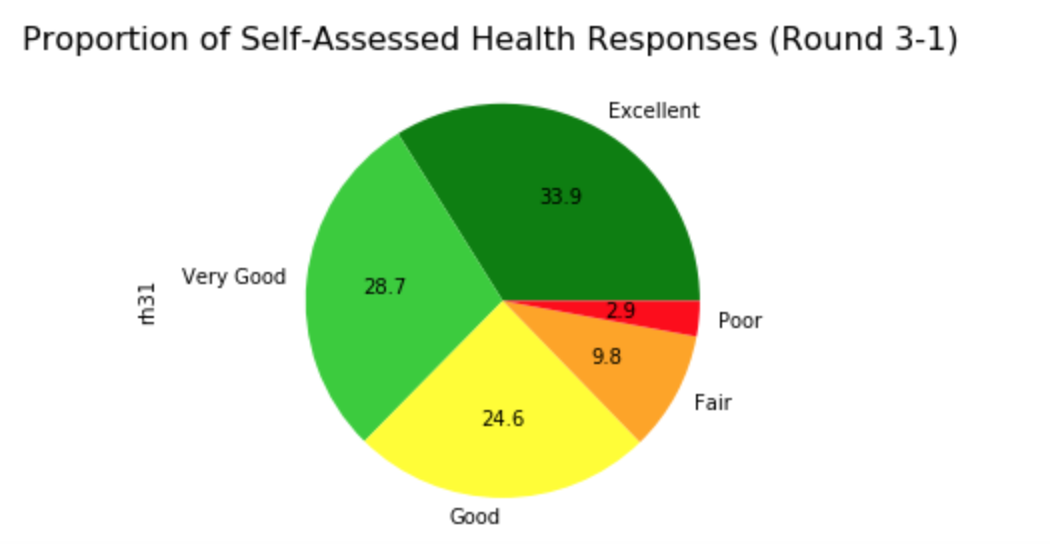 Proportion of Self-Assessed Health Responses (Round 3-1)
Excellent
33.9
Very Good
28.7
rh31
2.9
Poor
9.8
Fair
24.6
Good